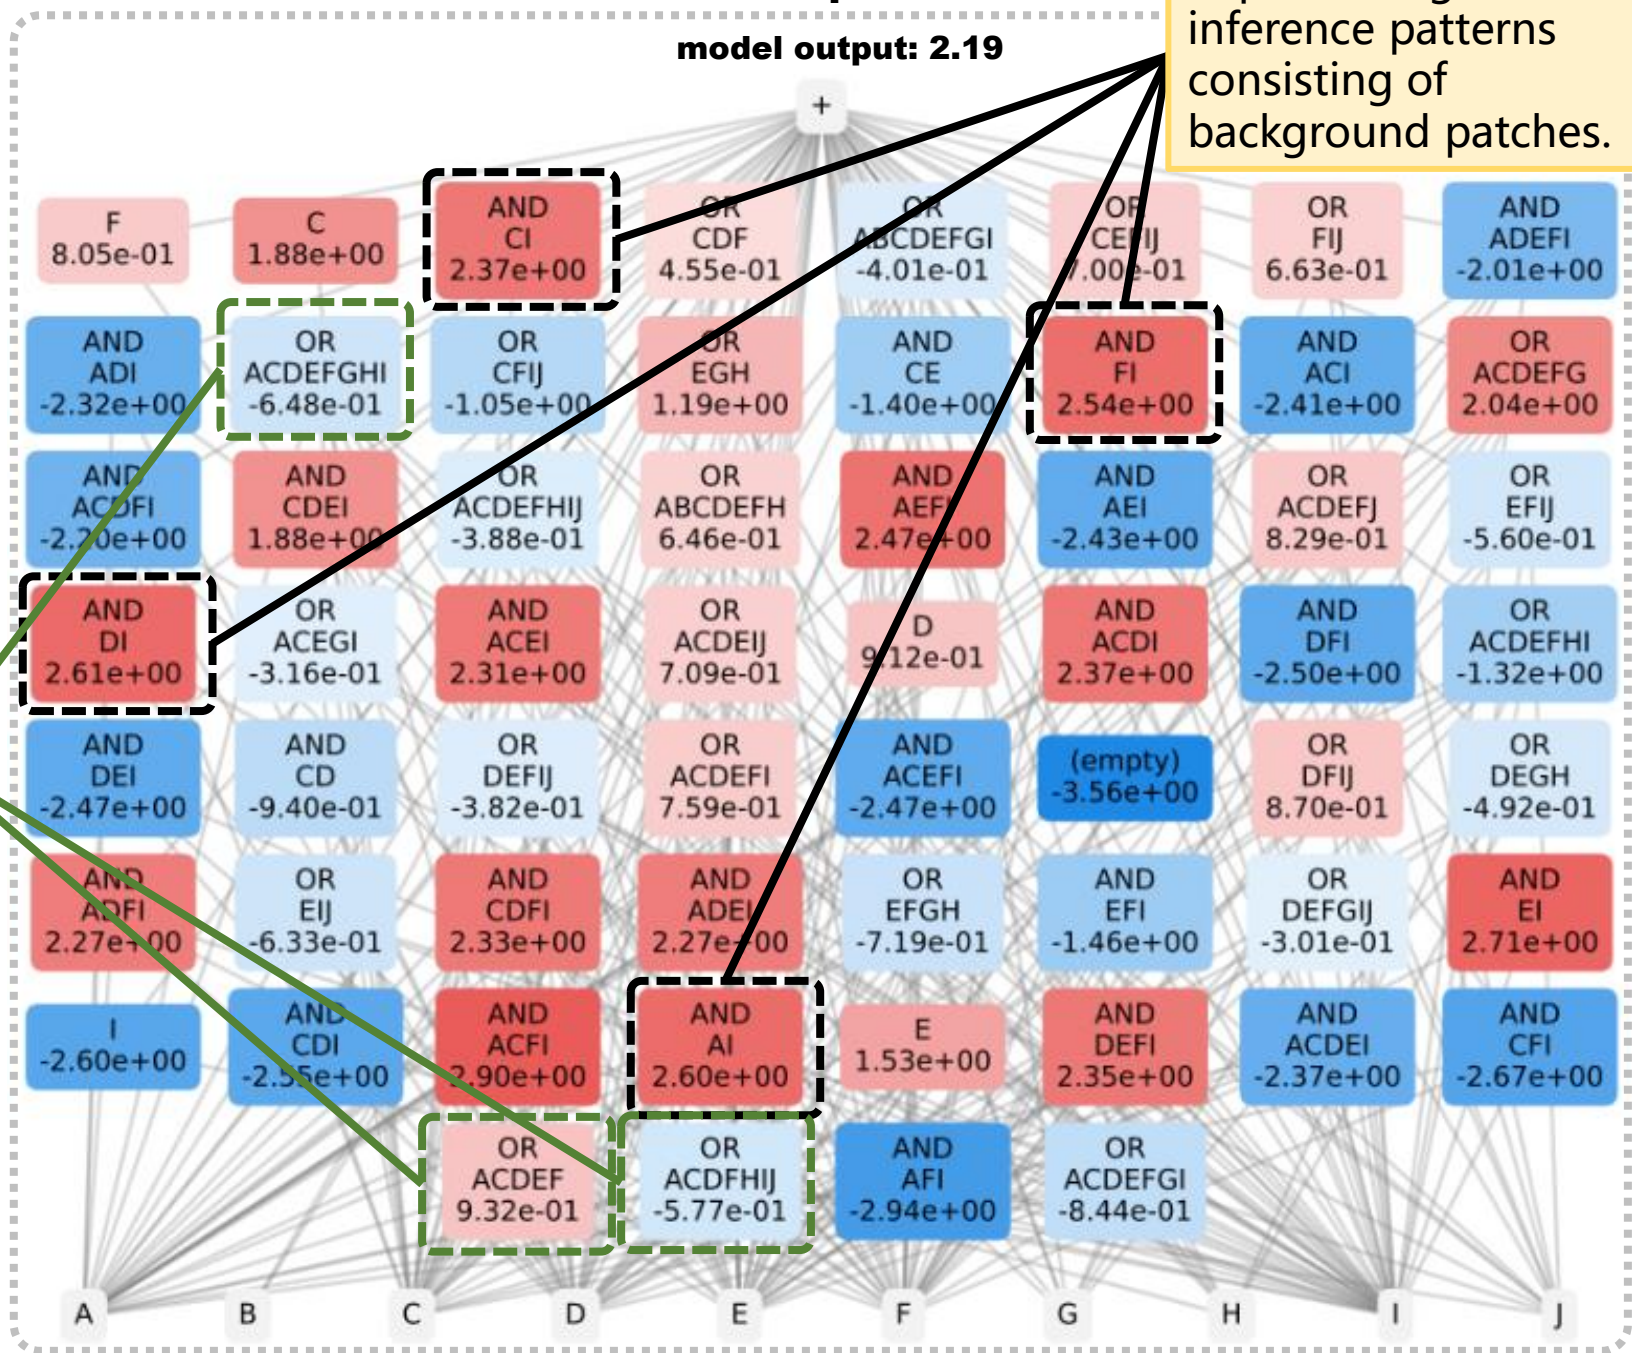 inference patterns
consisting of
background patches.
model output: 2.19
+
F
8.05e-01
C
1.88e+00
AND
CI
2.37e+00
OR
CDF
4.55e-01
OR
ABCDEFGI
-4.01e-01
OR
CEFIJ
7.00e-01
OR
FIJ
6.63e-01
AND
ADEFI
-2.01e+00
AND
ADI
-2.32e+00
OR
ACDEFGHI
-6.48e-01
OR
CFIJ
-1.05e+00
OR
EGH
1.19e+00
AND
CE
-1.40e+00
AND
FI
2.54e+00
AND
ACI
-2.41e+00
OR
ACDEFG
2.04e+00
AND
ACDFI
-2.20e+00
AND
CDEI
1.88e+00
OR
ACDEFHIJ
-3.88e-01
OR
ABCDEFH
6.46e-01
AND
AEFI
2.47e+00
AND
AEI
-2.43e+00
OR
ACDEFJ
8.29e-01
OR
EFIJ
-5.60e-01
AND
DI
2.61e+00
OR
ACEGI
-3.16e-01
AND
ACEI
2.31e+00
OR
ACDEIJ
7.09e-01
D
9.12e-01
AND
ACDI
2.37e+00
AND
DFI
-2.50e+00
OR
ACDEFHI
-1.32e+00
AND
DEI
-2.47e+00
AND
CD
-9.40e-01
OR
DEFIJ
-3.82e-01
OR
ACDEFI
7.59e-01
AND
ACEFI
-2.47e+00
(empty)
-3.56e+00
OR
DFIJ
8.70e-01
OR
DEGH
-4.92e-01
AND
ADFI
2.27e+00
OR
EIJ
-6.33e-01
AND
CDFI
2.33e+00
AND
ADEI
2.27e+00
OR
EFGH
-7.19e-01
AND
EFI
-1.46e+00
OR
DEFGIJ
-3.01e-01
AND
EI
2.71e+00
I
-2.60e+00
AND
CDI
-2.55e+00
AND
ACFI
2.90e+00
AND
AI
2.60e+00
E
1.53e+00
AND
DEFI
2.35e+00
AND
ACDEI
-2.37e+00
AND
CFI
-2.67e+00
OR
ACDEF
9.32e-01
OR
ACDFHIJ
-5.77e-01
AND
AFI
-2.94e+00
OR
ACDEFGI
-8.44e-01
A B C D E F G H I J